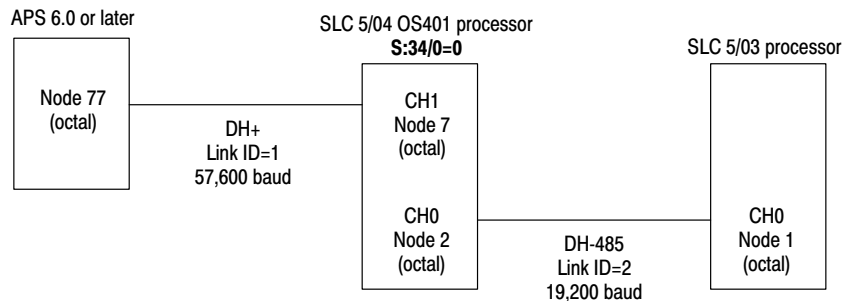 APS 6.0 or later
SLC 5/04 OS401 processor
S:34/0=0
SLC 5/03 processor
Node 77
(octal)
CH1
Node 7
(octal)
DH+
Link ID=1
57,600 baud
CH0
Node 2
(octal)
CH0
Node 1
(octal)
DH-485
Link ID=2
19,200 baud